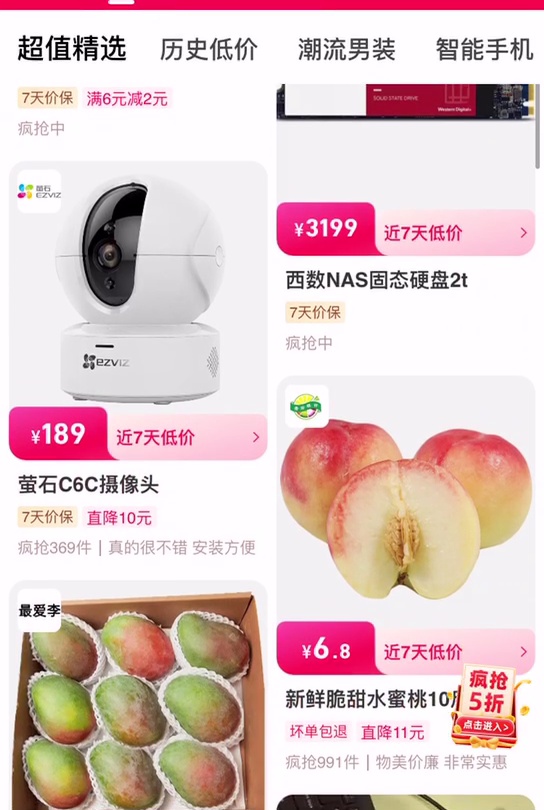 超值精选
历史低价
潮流男装
智能手机
7天价保 满6元减2元
疯抢中
萤石
EZVIZ
ezviz
¥189
近7天低价 >
萤石C6C摄像头
7天价保 直降10元
疯抢369件｜真的很不错 安装方便
最爱李
SOLID STATE DRIVE
Western Digital
¥3199
近7天低价 >
西数NAS固态硬盘2t
7天价保
疯抢中
¥6.8
近7天低价 >
新鲜脆甜水蜜桃10
坏单包退 直降11元
疯抢991件｜物美价廉 非常实惠
疯抢
5折
点击进入>